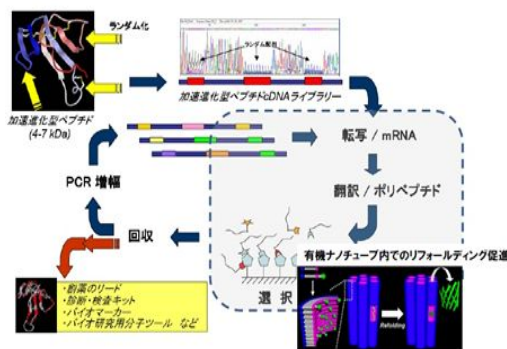 ランダム化
ランダム配列
加速進化型ペプチドcDNAライブラリー
加速進化型ペプチド
(4-7 kDa)
転写 / mRNA
PCR 増幅
翻訳 / ポリペプチド
回収
選択
有機ナノチューブ内でのリフォールディング促進
Refolding
・創薬のリード
・診断・検査キット
・バイオマーカー
・バイオ研究用分子ツール など